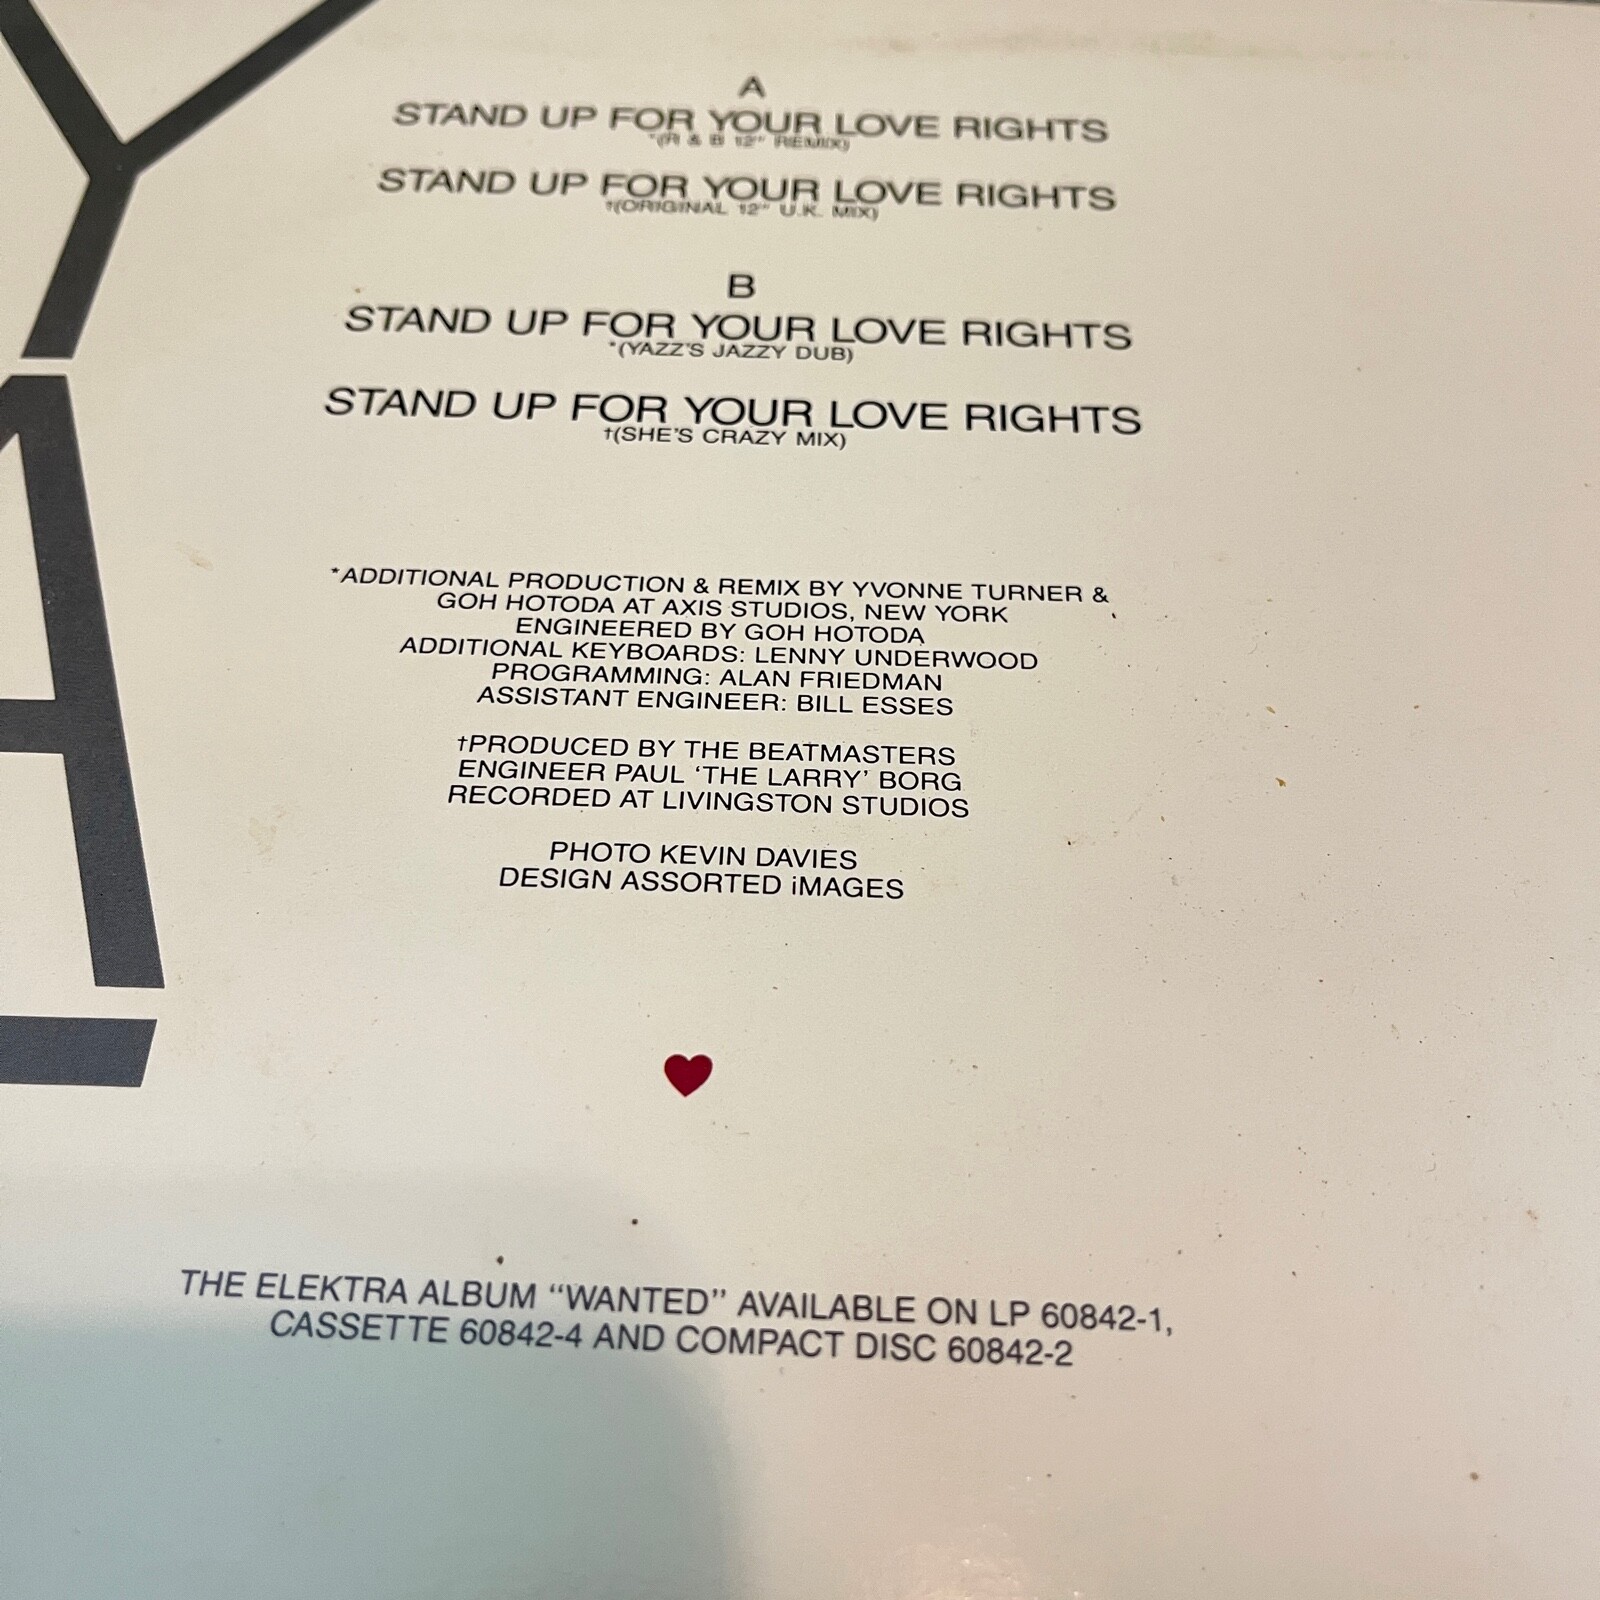 A
STAND UP FOR YOUR LOVE RIGHTS
*(R & B 12" REMIX)
STAND UP FOR YOUR LOVE RIGHTS
†(ORIGINAL 12" U.K. MIX)
B
STAND UP FOR YOUR LOVE RIGHTS
*(YAZZ'S JAZZY DUB)
STAND UP FOR YOUR LOVE RIGHTS
†(SHE'S CRAZY MIX)
*ADDITIONAL PRODUCTION & REMIX BY YVONNE TURNER &
GOH HOTODA AT AXIS STUDIOS, NEW YORK
ENGINEERED BY GOH HOTODA
ADDITIONAL KEYBOARDS: LENNY UNDERWOOD
PROGRAMMING: ALAN FRIEDMAN
ASSISTANT ENGINEER: BILL ESSES
†PRODUCED BY THE BEATMASTERS
ENGINEER PAUL ‘THE LARRY’ BORG
RECORDED AT LIVINGSTON STUDIOS
PHOTO KEVIN DAVIES
DESIGN ASSORTED iMAGES
THE ELEKTRA ALBUM “WANTED” AVAILABLE ON LP 60842-1,
CASSETTE 60842-4 AND COMPACT DISC 60842-2